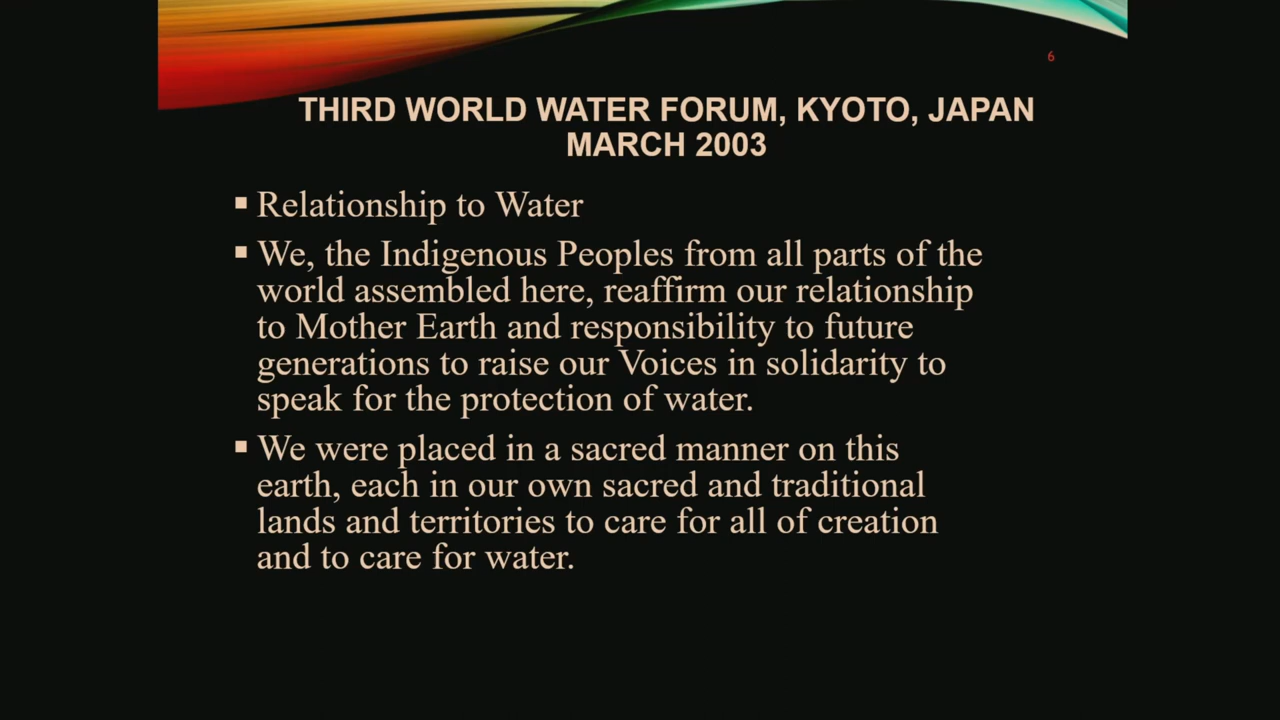 6
THIRD WORLD WATER FORUM, KYOTO, JAPAN
MARCH 2003
▪ Relationship to Water
▪ We, the Indigenous Peoples from all parts of the
world assembled here, reaffirm our relationship
to Mother Earth and responsibility to future
generations to raise our Voices in solidarity to
speak for the protection of water.
▪ We were placed in a sacred manner on this
earth, each in our own sacred and traditional
lands and territories to care for all of creation
and to care for water.